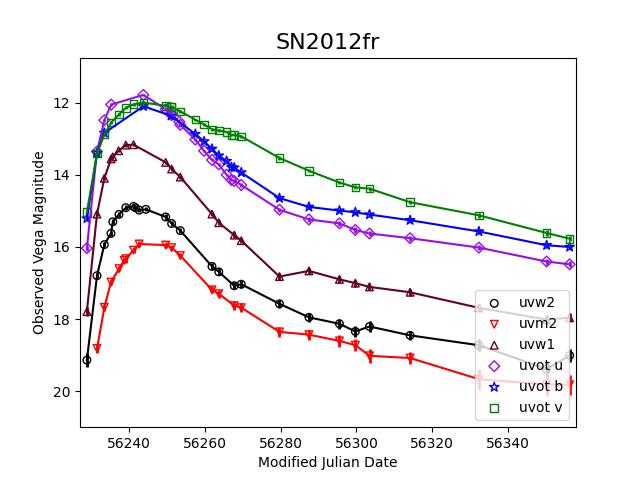 SN2012fr
Observed Vega Magnitude
12
14
16
18
20
uvw2
uvm2
uvw1
uvot u
uvot b
uvot v
56240 56260 56280 56300 56320 56340
Modified Julian Date